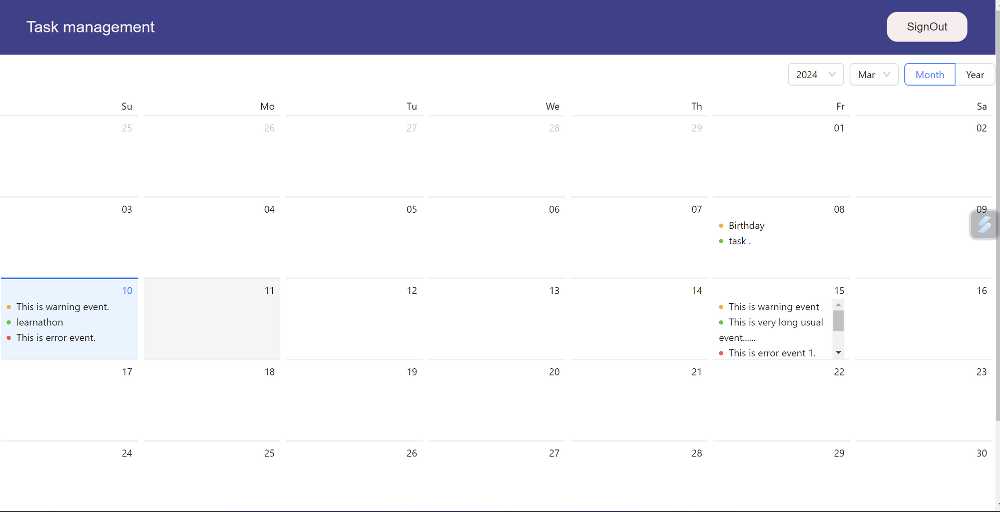 Task management
SignOut
2024
Mar
Month
Year
Su Mo Tu We Th Fr Sa
25 26 27 28 29 01 02
03 04 05 06 07 08 09
Birthday
task .
10 11 12 13 14 15 16
This is warning event.
learnathon
This is error event.
This is warning event
This is very long usual
event......
This is error event 1.
17 18 19 20 21 22 23
24 25 26 27 28 29 30